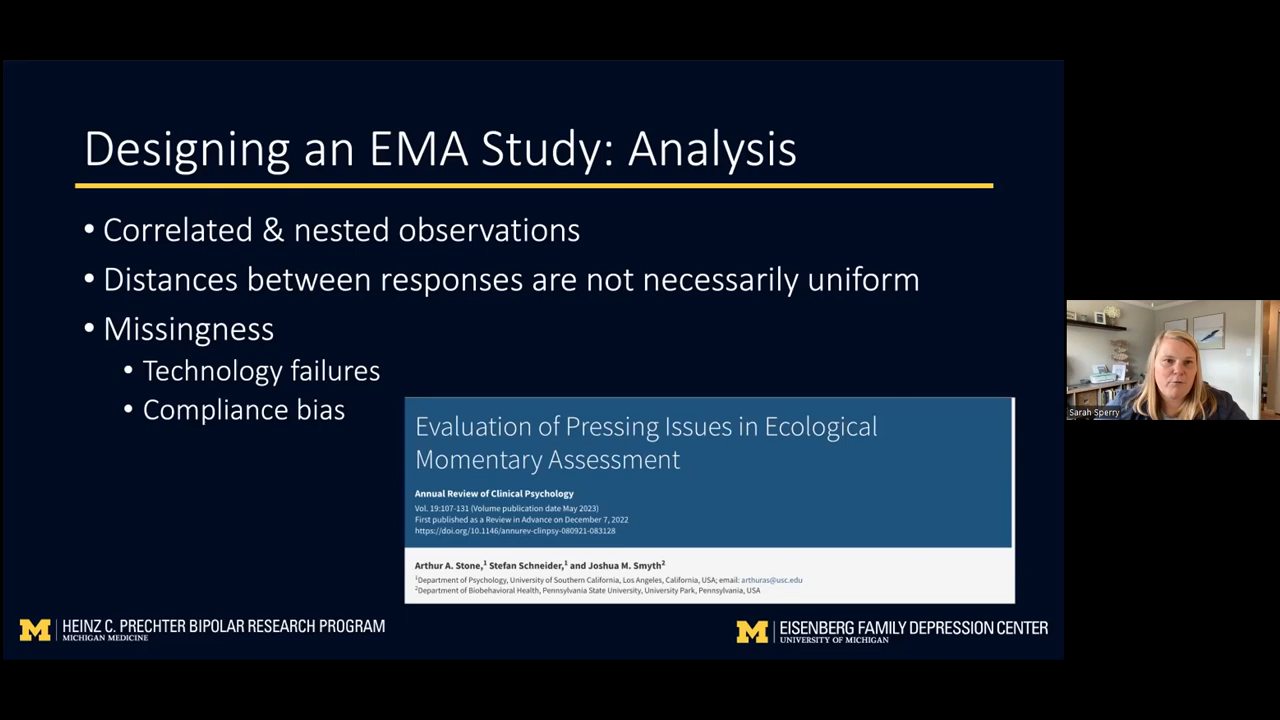 Designing an EMA Study: Analysis
• Correlated & nested observations
• Distances between responses are not necessarily uniform
• Missingness
• Technology failures
• Compliance bias
Evaluation of Pressing Issues in Ecological
Momentary Assessment
Annual Review of Clinical Psychology
Vol. 19:107-131 (Volume publication date May 2023)
First published as a Review in Advance on December 7, 2022
https://doi.org/10.1146/annurev-clinpsy-080921-083128
Arthur A. Stone,¹ Stefan Schneider,¹ and Joshua M. Smyth²
¹Department of Psychology, University of Southern California, Los Angeles, California, USA; email: arthuras@usc.edu
²Department of Biobehavioral Health, Pennsylvania State University, University Park, Pennsylvania, USA
M HEINZ C. PRECHTER BIPOLAR RESEARCH PROGRAM
MICHIGAN MEDICINE
M EISENBERG FAMILY DEPRESSION CENTER
UNIVERSITY OF MICHIGAN
Sarah Sperry